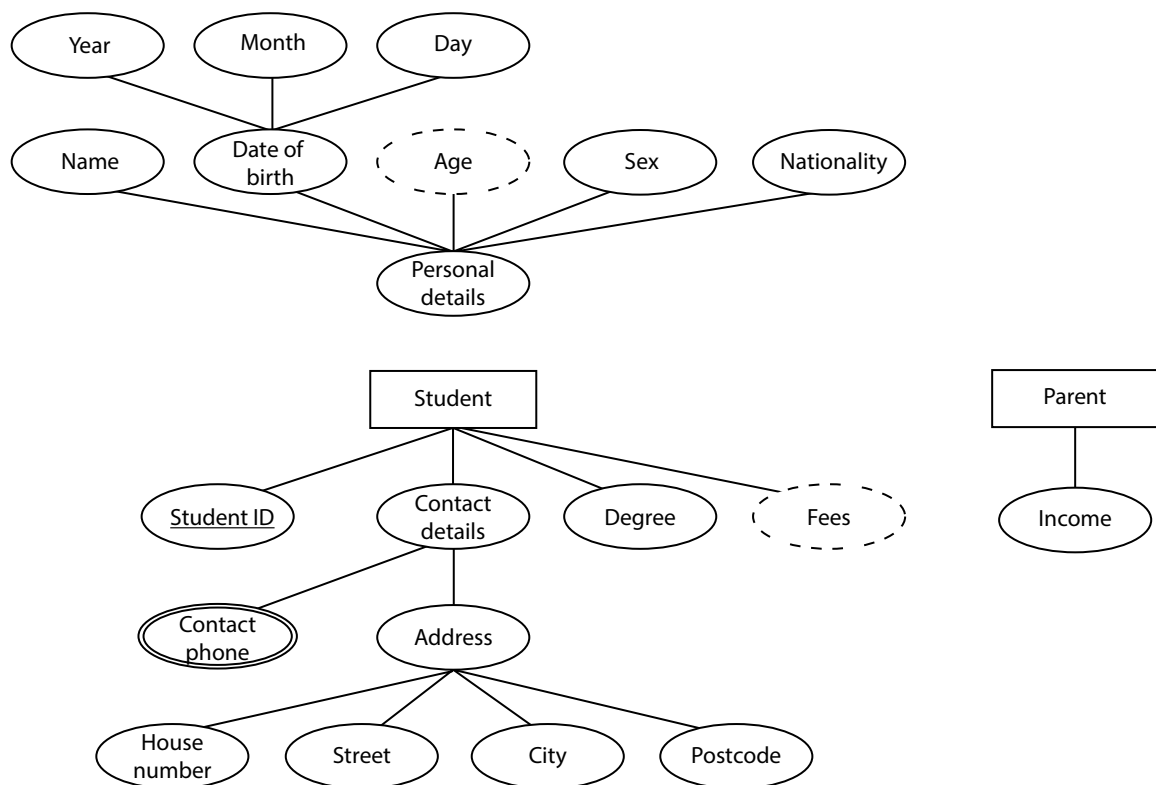 Year
Month
Day
Name
Date of
birth
Age
Sex
Nationality
Personal
details
Student
Parent
Student ID
Contact
details
Degree
Fees
Income
Contact
phone
Address
House
number
Street
City
Postcode